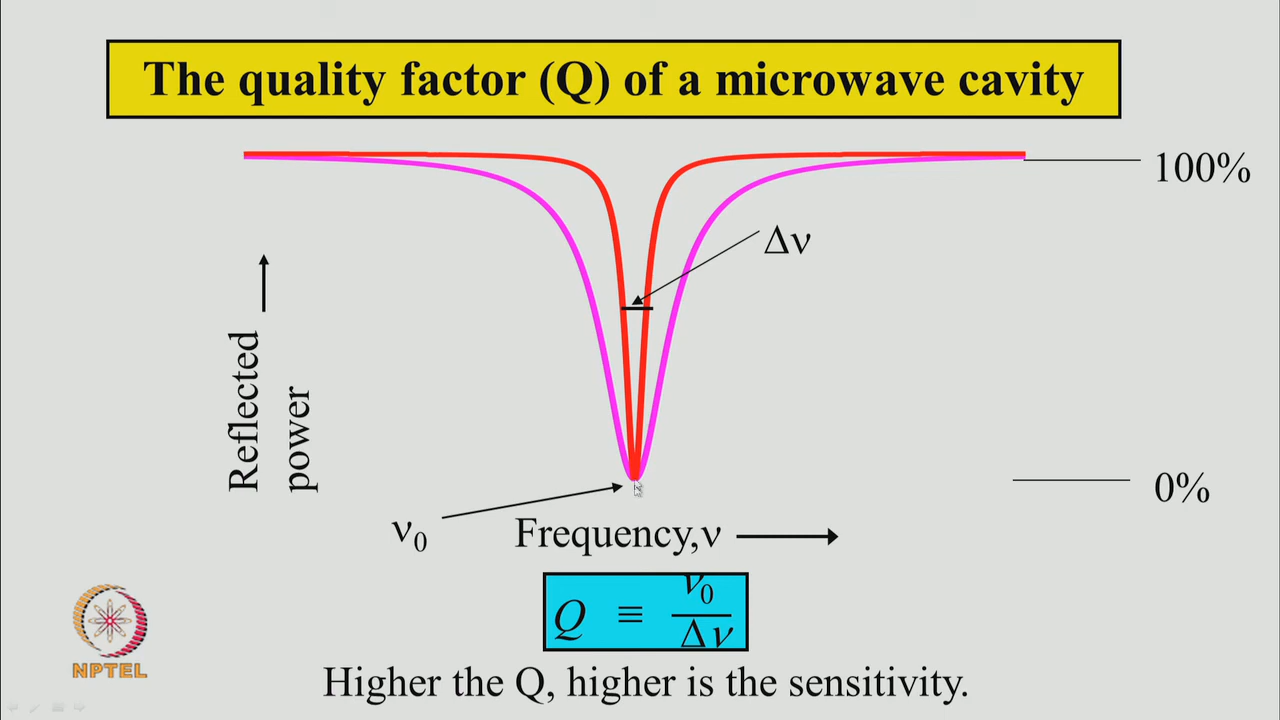 The quality factor (Q) of a microwave cavity
100%
Δν
Reflected
power
0%
ν₀
Frequency,ν
Q ≡ ν₀/Δν
NPTEL
Higher the Q, higher is the sensitivity.